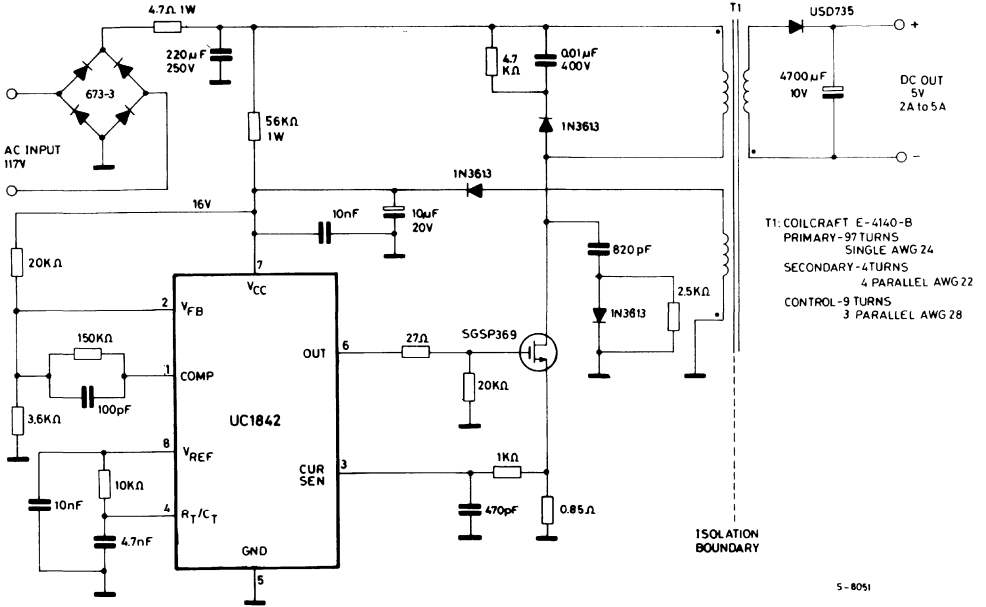 4.7Ω 1W
T1
USD735
+
220µF
250V
4.7
KΩ
0.01µF
400V
4700µF
10V
DC OUT
5V
2A to 5A
673-3
56KΩ
1W
1N3613
AC INPUT
117V
−
1N3613
16V
10nF
10µF
20V
T1: COILCRAFT E-4140-B
PRIMARY-97 TURNS
SINGLE AWG 24
SECONDARY-4 TURNS
4 PARALLEL AWG 22
CONTROL-9 TURNS
3 PARALLEL AWG 28
820pF
20KΩ
7
VCC
2
VFB
1N3613
2.5KΩ
150KΩ
SGSP369
27Ω
6
OUT
1
COMP
100pF
20KΩ
3.6KΩ
UC1842
8
VREF
1KΩ
3
CUR
SEN
10KΩ
10nF
4
RT/CT
470pF
0.85Ω
4.7nF
GND
5
ISOLATION
BOUNDARY
S-8051